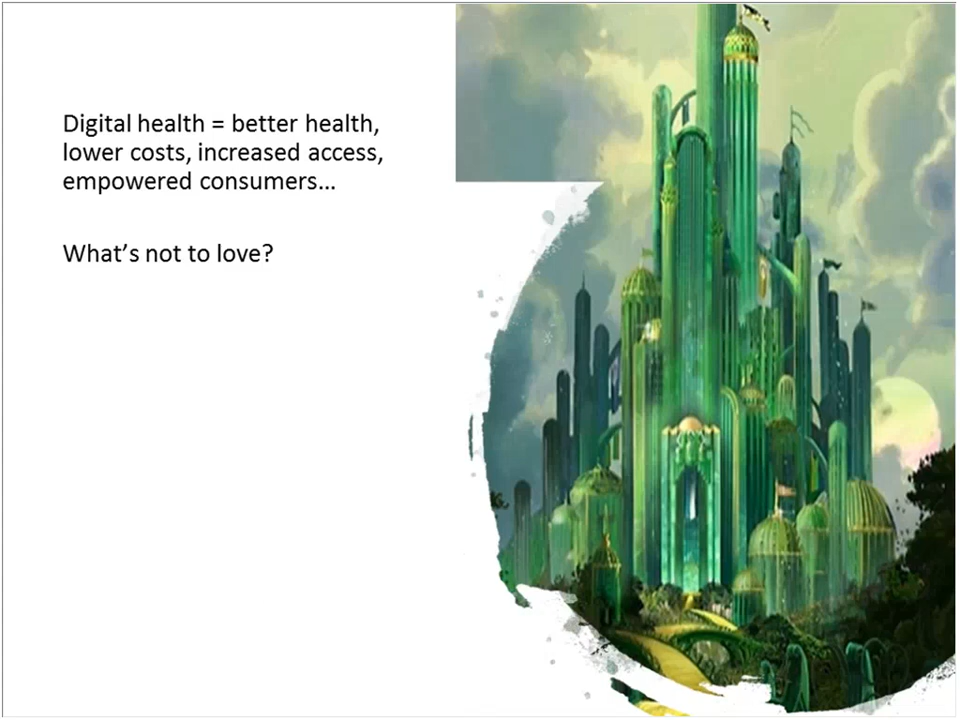 Digital health = better health,
lower costs, increased access,
empowered consumers...
What's not to love?